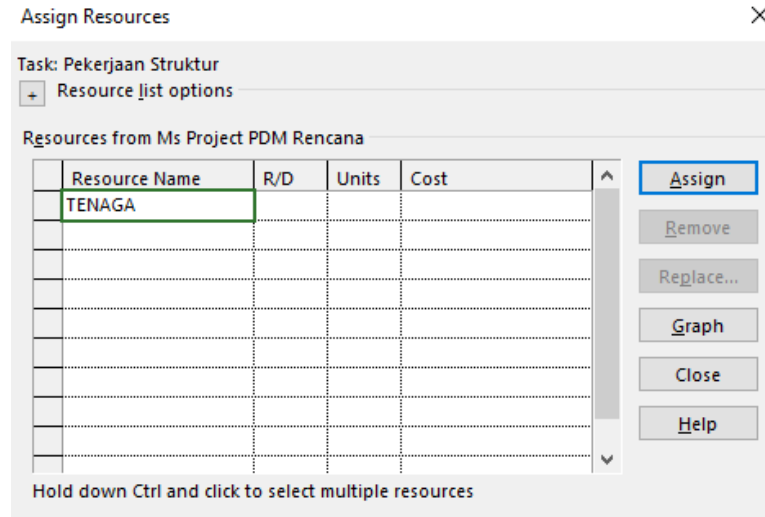 Assign Resources
Task: Pekerjaan Struktur
+ Resource list options
Resources from Ms Project PDM Rencana
Resource Name R/D Units Cost
TENAGA
Assign
Remove
Replace...
Graph
Close
Help
Hold down Ctrl and click to select multiple resources